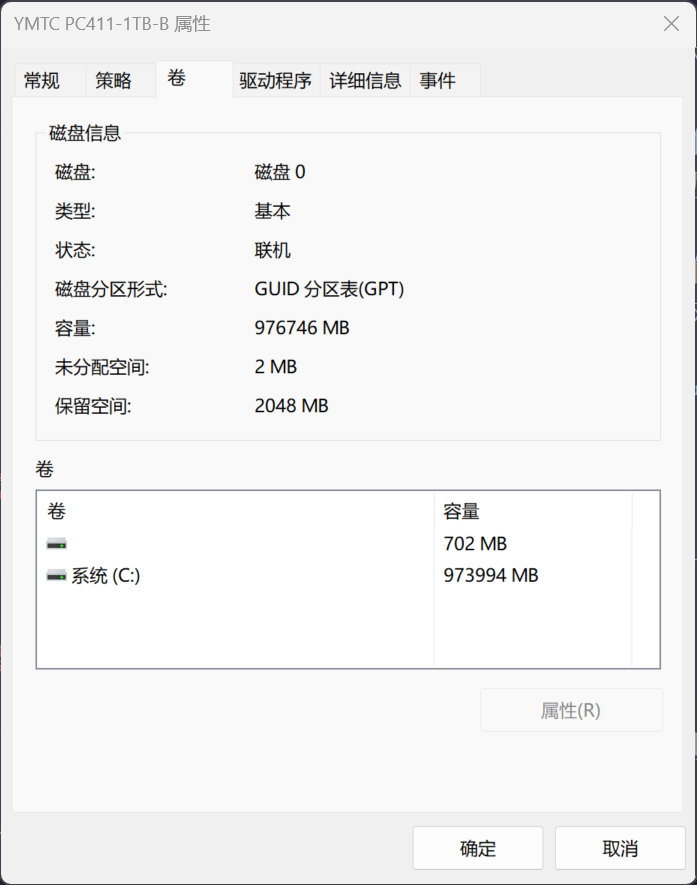 YMTC PC411-1TB-B 属性
常规 策略 卷 驱动程序 详细信息 事件
磁盘信息
磁盘: 磁盘 0
类型: 基本
状态: 联机
磁盘分区形式: GUID 分区表(GPT)
容量: 976746 MB
未分配空间: 2 MB
保留空间: 2048 MB
卷
卷 容量
702 MB
系统 (C:) 973994 MB
属性(R)
确定 取消